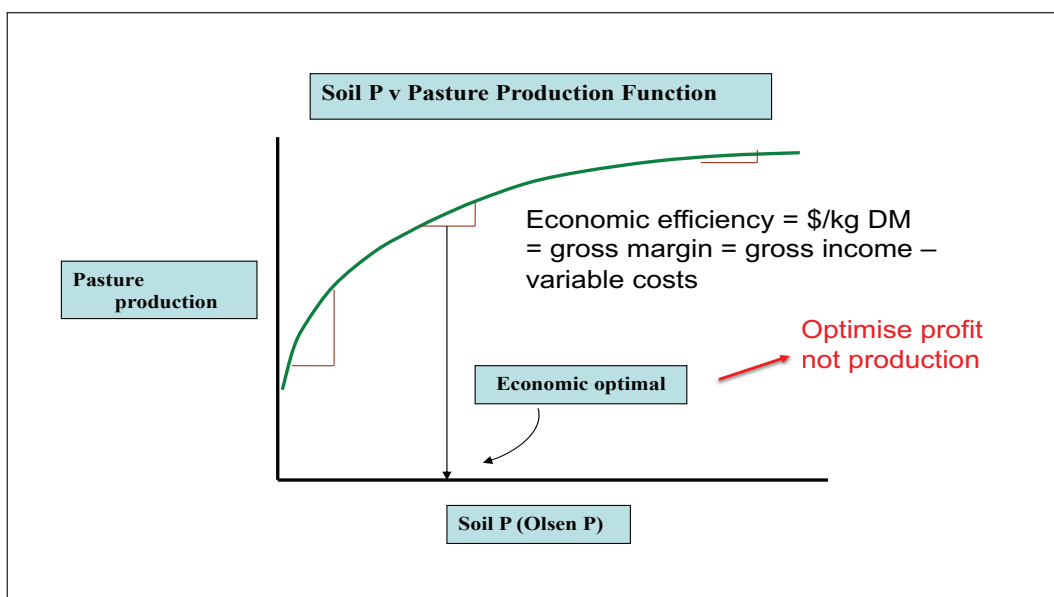 Soil P v Pasture Production Function
Economic efficiency = $/kg DM
= gross margin = gross income –
variable costs
Pasture
production
Optimise profit
not production
Economic optimal
Soil P (Olsen P)